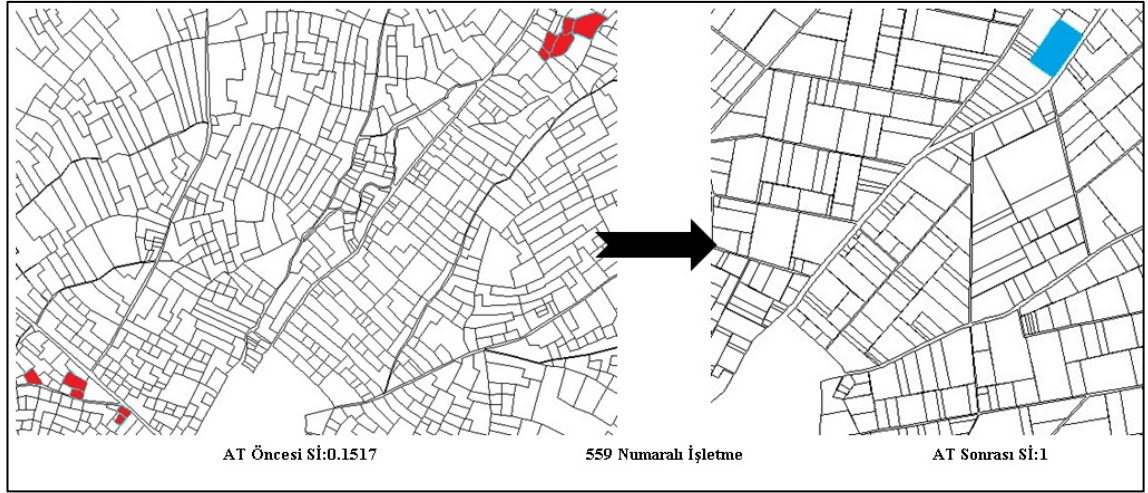 AT Öncesi Sİ:0.1517
559 Numaralı İşletme
AT Sonrası Sİ:1